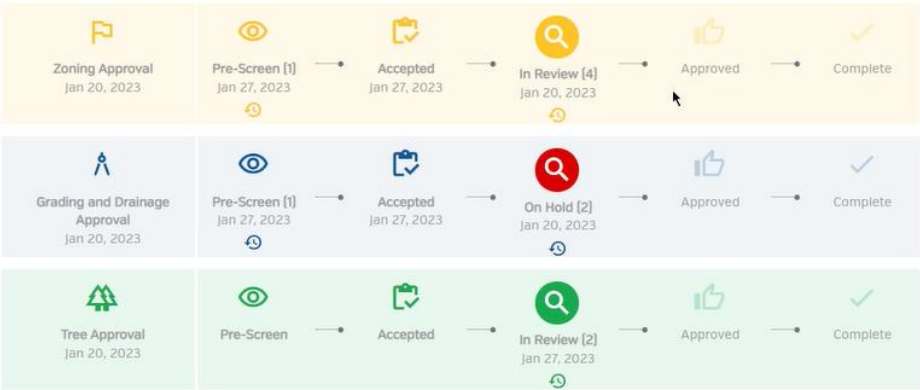 Zoning Approval
Jan 20, 2023
Pre-Screen (1)
Jan 27, 2023
Accepted
Jan 27, 2023
In Review (4)
Jan 20, 2023
Approved
Complete
Grading and Drainage
Approval
Jan 20, 2023
Pre-Screen (1)
Jan 27, 2023
Accepted
Jan 27, 2023
On Hold (2)
Jan 20, 2023
Approved
Complete
Tree Approval
Jan 20, 2023
Pre-Screen
Accepted
In Review (2)
Jan 27, 2023
Approved
Complete